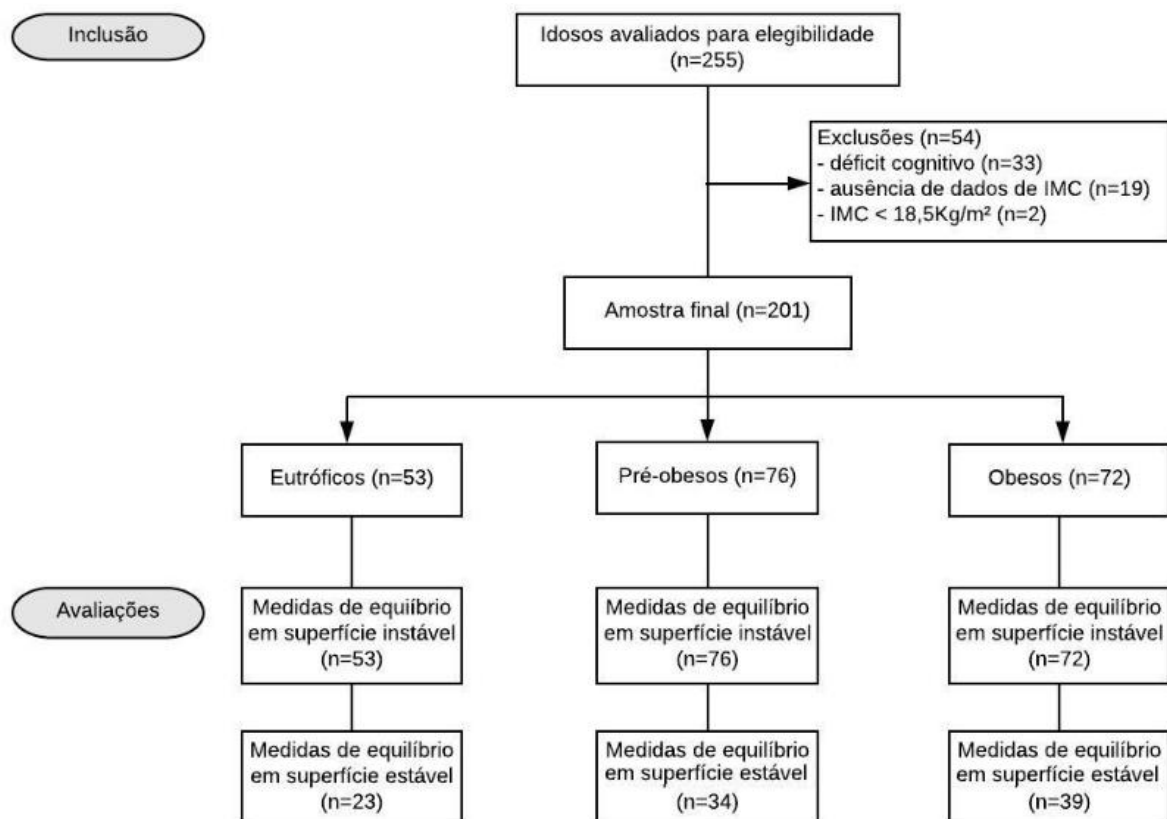 Inclusão
Idosos avaliados para elegibilidade
(n=255)
Exclusões (n=54)
- déficit cognitivo (n=33)
- ausência de dados de IMC (n=19)
- IMC < 18,5Kg/m² (n=2)
Amostra final (n=201)
Eutróficos (n=53)
Pré-obesos (n=76)
Obesos (n=72)
Avaliações
Medidas de equiíbrio
em superfície instável
(n=53)
Medidas de equilíbrio
em superfície instável
(n=76)
Medidas de equilíbrio
em superfície instável
(n=72)
Medidas de equilíbrio
em superfície estável
(n=23)
Medidas de equilíbrio
em superfície estável
(n=34)
Medidas de equilíbrio
em superfície estável
(n=39)